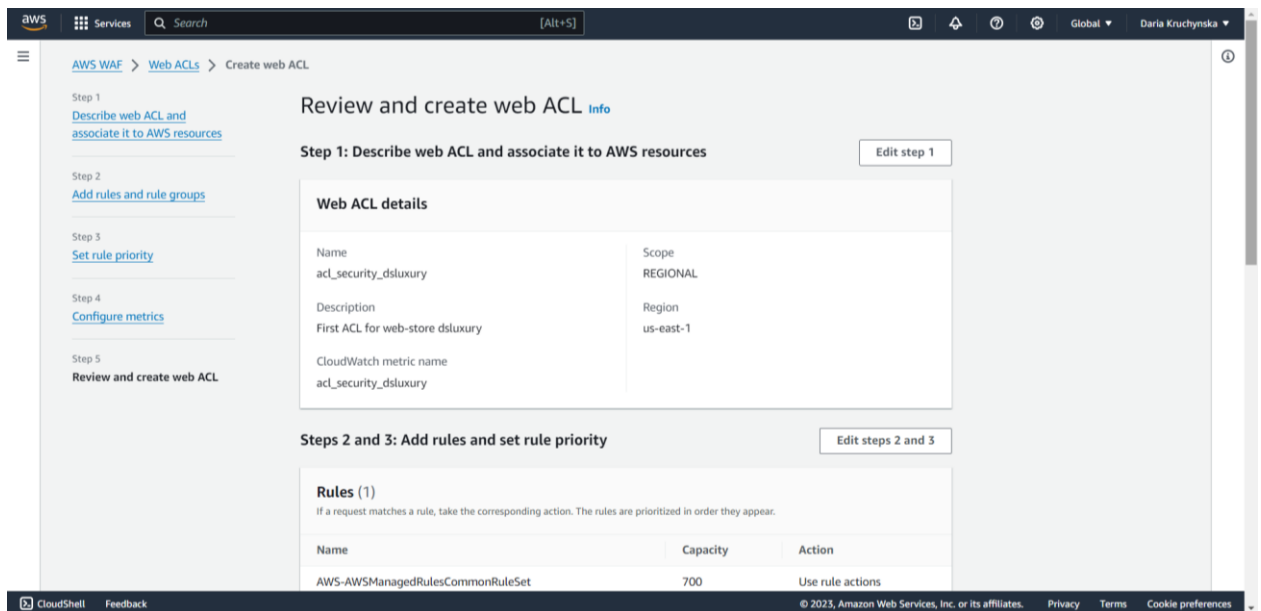 aws
Services
Search [Alt+S]
Global ▼
Daria Kruchynska ▼
AWS WAF > Web ACLs > Create web ACL
Step 1
Describe web ACL and
associate it to AWS resources
Step 2
Add rules and rule groups
Step 3
Set rule priority
Step 4
Configure metrics
Step 5
Review and create web ACL
Review and create web ACL Info
Step 1: Describe web ACL and associate it to AWS resources
Edit step 1
Web ACL details
Name
acl_security_dsluxury
Description
First ACL for web-store dsluxury
CloudWatch metric name
acl_security_dsluxury
Scope
REGIONAL
Region
us-east-1
Steps 2 and 3: Add rules and set rule priority
Edit steps 2 and 3
Rules (1)
If a request matches a rule, take the corresponding action. The rules are prioritized in order they appear.
Name Capacity Action
AWS-AWSManagedRulesCommonRuleSet 700 Use rule actions
CloudShell Feedback
© 2023, Amazon Web Services, Inc. or its affiliates. Privacy Terms Cookie preferences